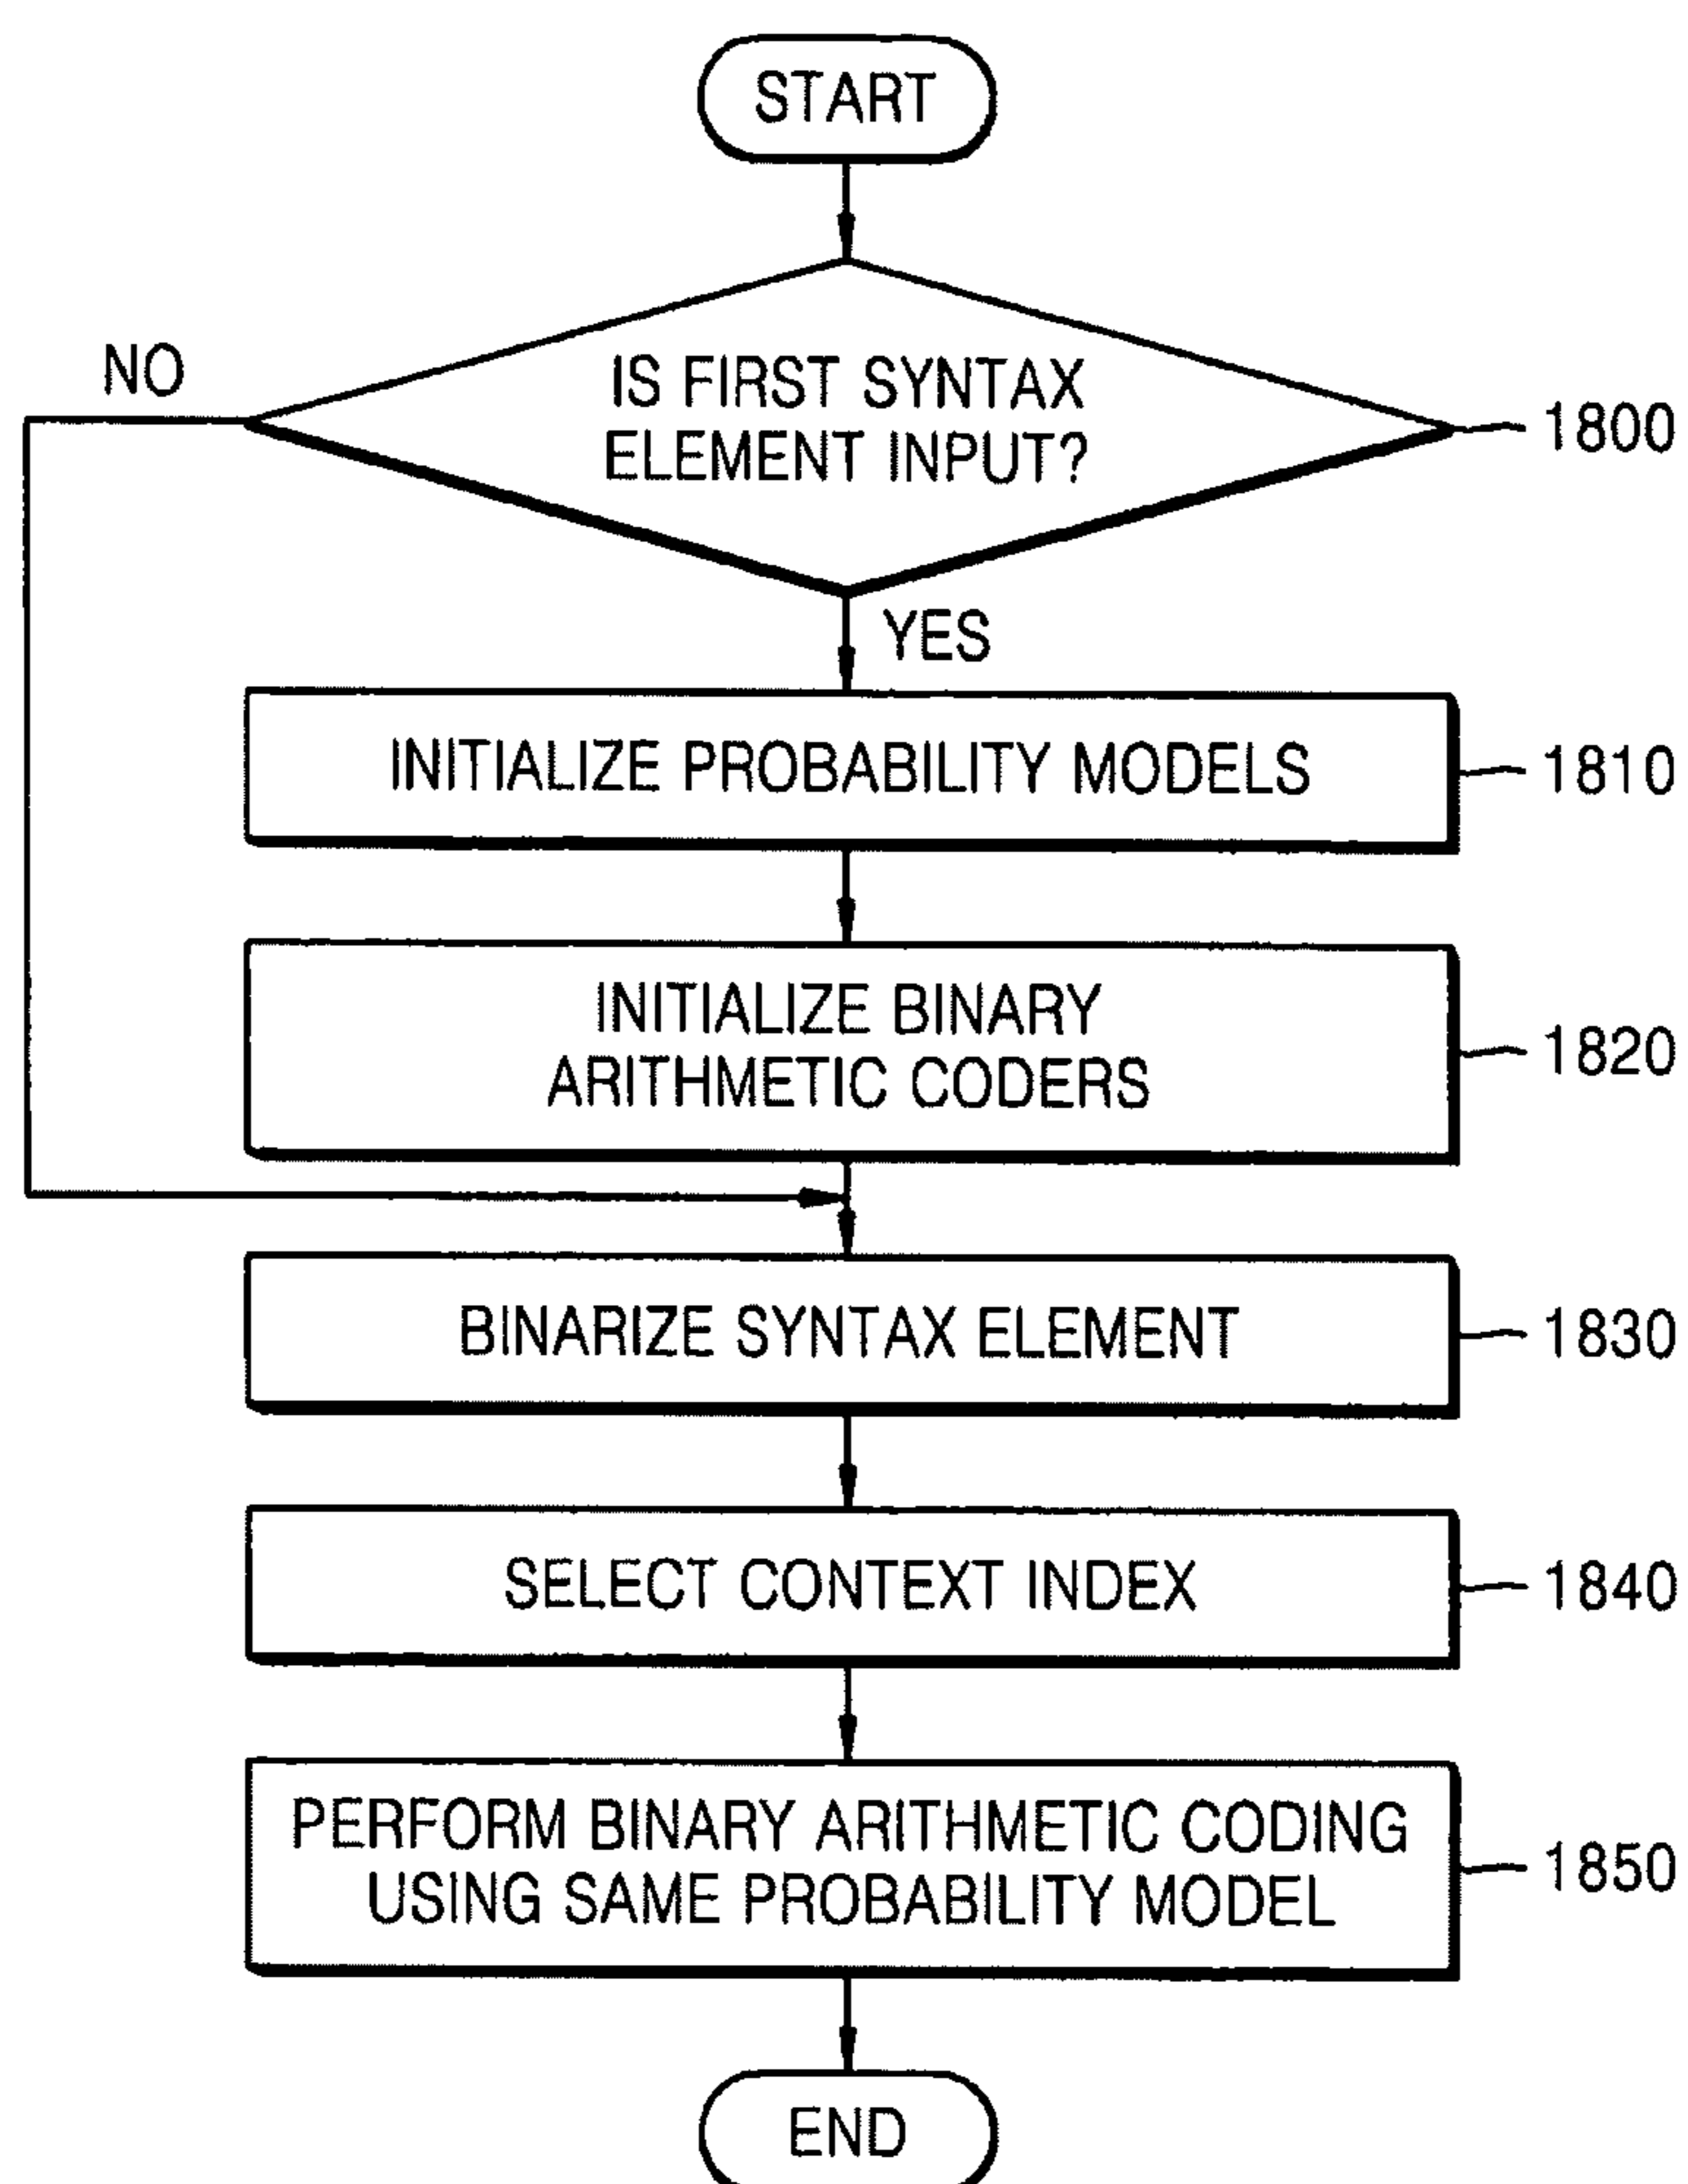 START
NO
IS FIRST SYNTAX
ELEMENT INPUT?
1800
YES
INITIALIZE PROBABILITY MODELS
1810
INITIALIZE BINARY
ARITHMETIC CODERS
1820
BINARIZE SYNTAX ELEMENT
1830
SELECT CONTEXT INDEX
1840
PERFORM BINARY ARITHMETIC CODING
USING SAME PROBABILITY MODEL
1850
END